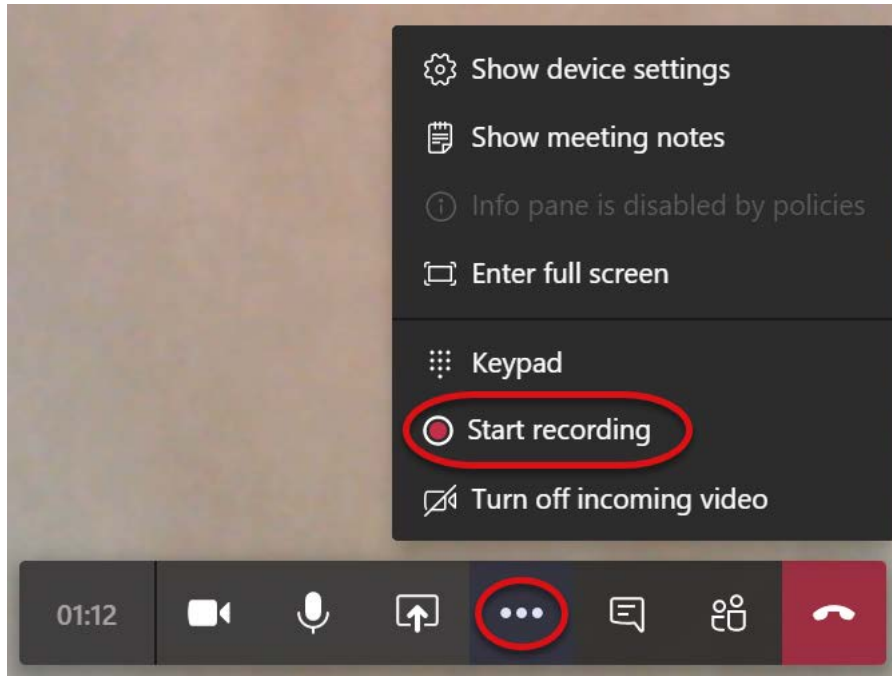 Show device settings
Show meeting notes
Info pane is disabled by policies
Enter full screen
Keypad
Start recording
Turn off incoming video
01:12